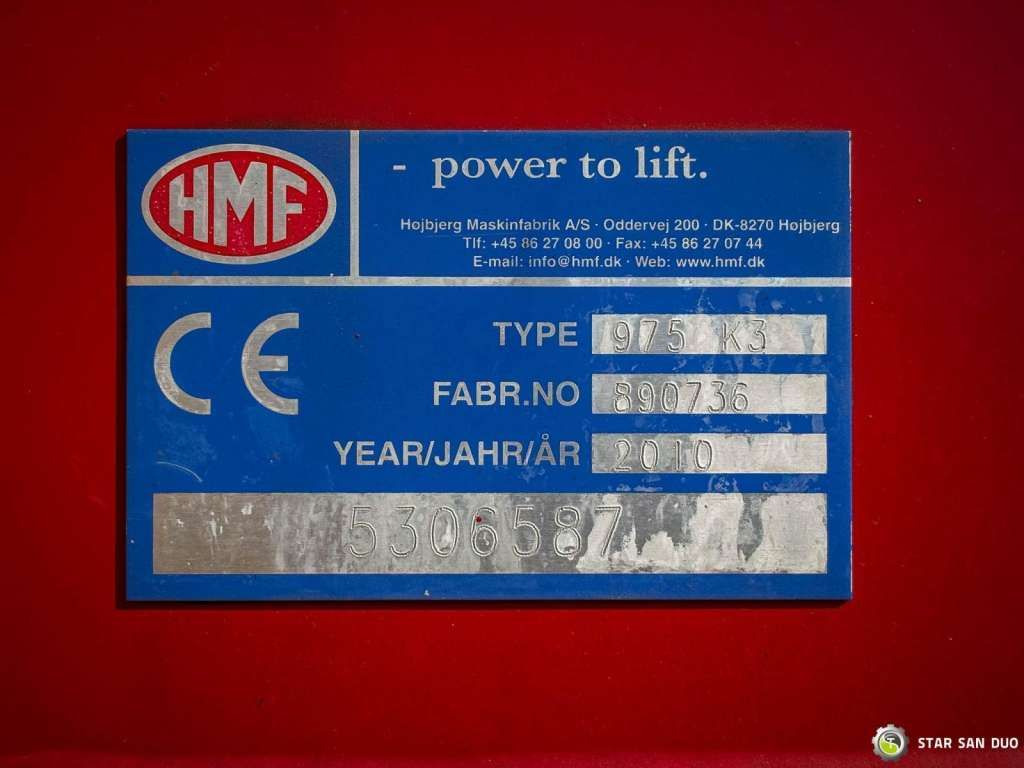 HMF
- power to lift.
Højbjerg Maskinfabrik A/S · Oddervej 200 · DK-8270 Højbjerg
Tlf: +45 86 27 08 00 · Fax: +45 86 27 07 44
E-mail: info@hmf.dk · Web: www.hmf.dk
CE
TYPE 975 K3
FABR.NO 890736
YEAR/JAHR/ÅR 2010
5306587
STAR SAN DUO